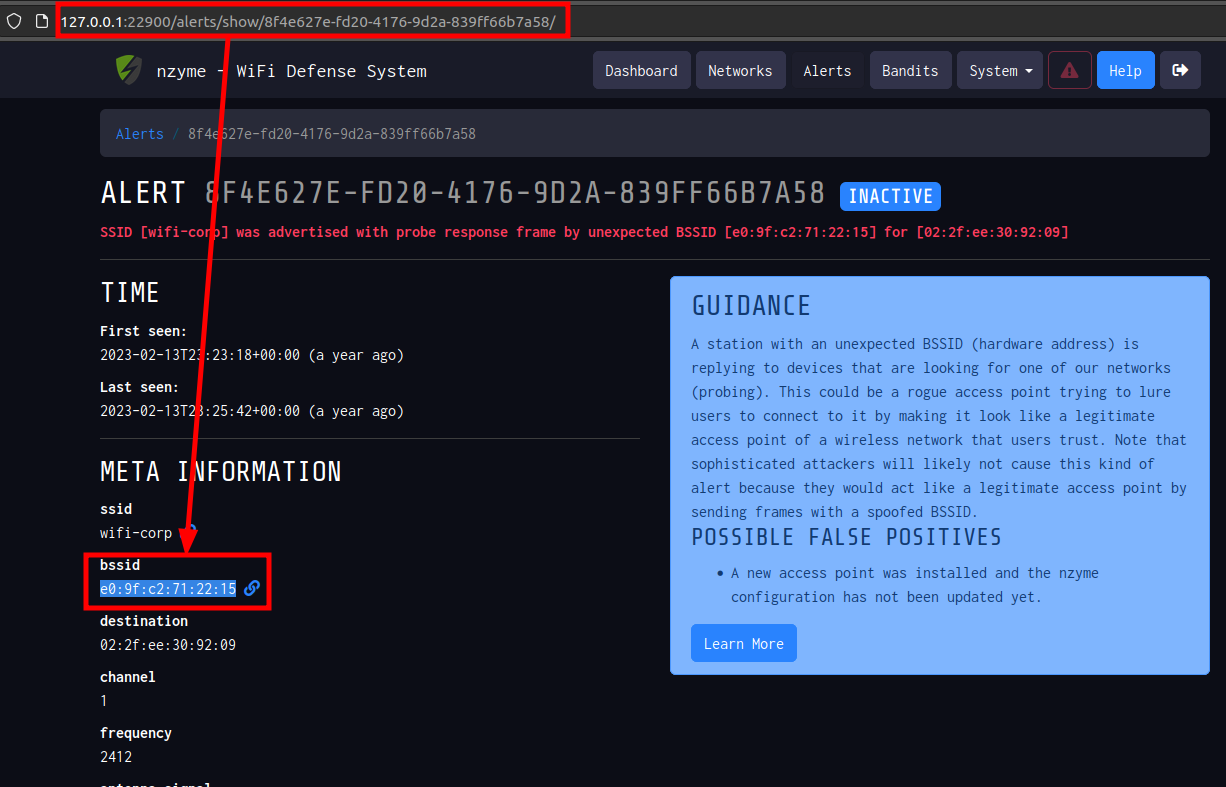 127.0.0.1:22900/alerts/show/8f4e627e-fd20-4176-9d2a-839ff66b7a58/
nzyme - WiFi Defense System
Dashboard
Networks
Alerts
Bandits
System
Help
Alerts / 8f4e627e-fd20-4176-9d2a-839ff66b7a58
ALERT 8F4E627E-FD20-4176-9D2A-839FF66B7A58 INACTIVE
SSID [wifi-corp] was advertised with probe response frame by unexpected BSSID [e0:9f:c2:71:22:15] for [02:2f:ee:30:92:09]
TIME
First seen:
2023-02-13T23:23:18+00:00 (a year ago)
Last seen:
2023-02-13T23:25:42+00:00 (a year ago)
META INFORMATION
ssid
wifi-corp
bssid
e0:9f:c2:71:22:15
destination
02:2f:ee:30:92:09
channel
1
frequency
2412
antenna_signal
GUIDANCE
A station with an unexpected BSSID (hardware address) is
replying to devices that are looking for one of our networks
(probing). This could be a rogue access point trying to lure
users to connect to it by making it look like a legitimate
access point of a wireless network that users trust. Note that
sophisticated attackers will likely not cause this kind of
alert because they would act like a legitimate access point by
sending frames with a spoofed BSSID.
POSSIBLE FALSE POSITIVES
• A new access point was installed and the nzyme
configuration has not been updated yet.
Learn More